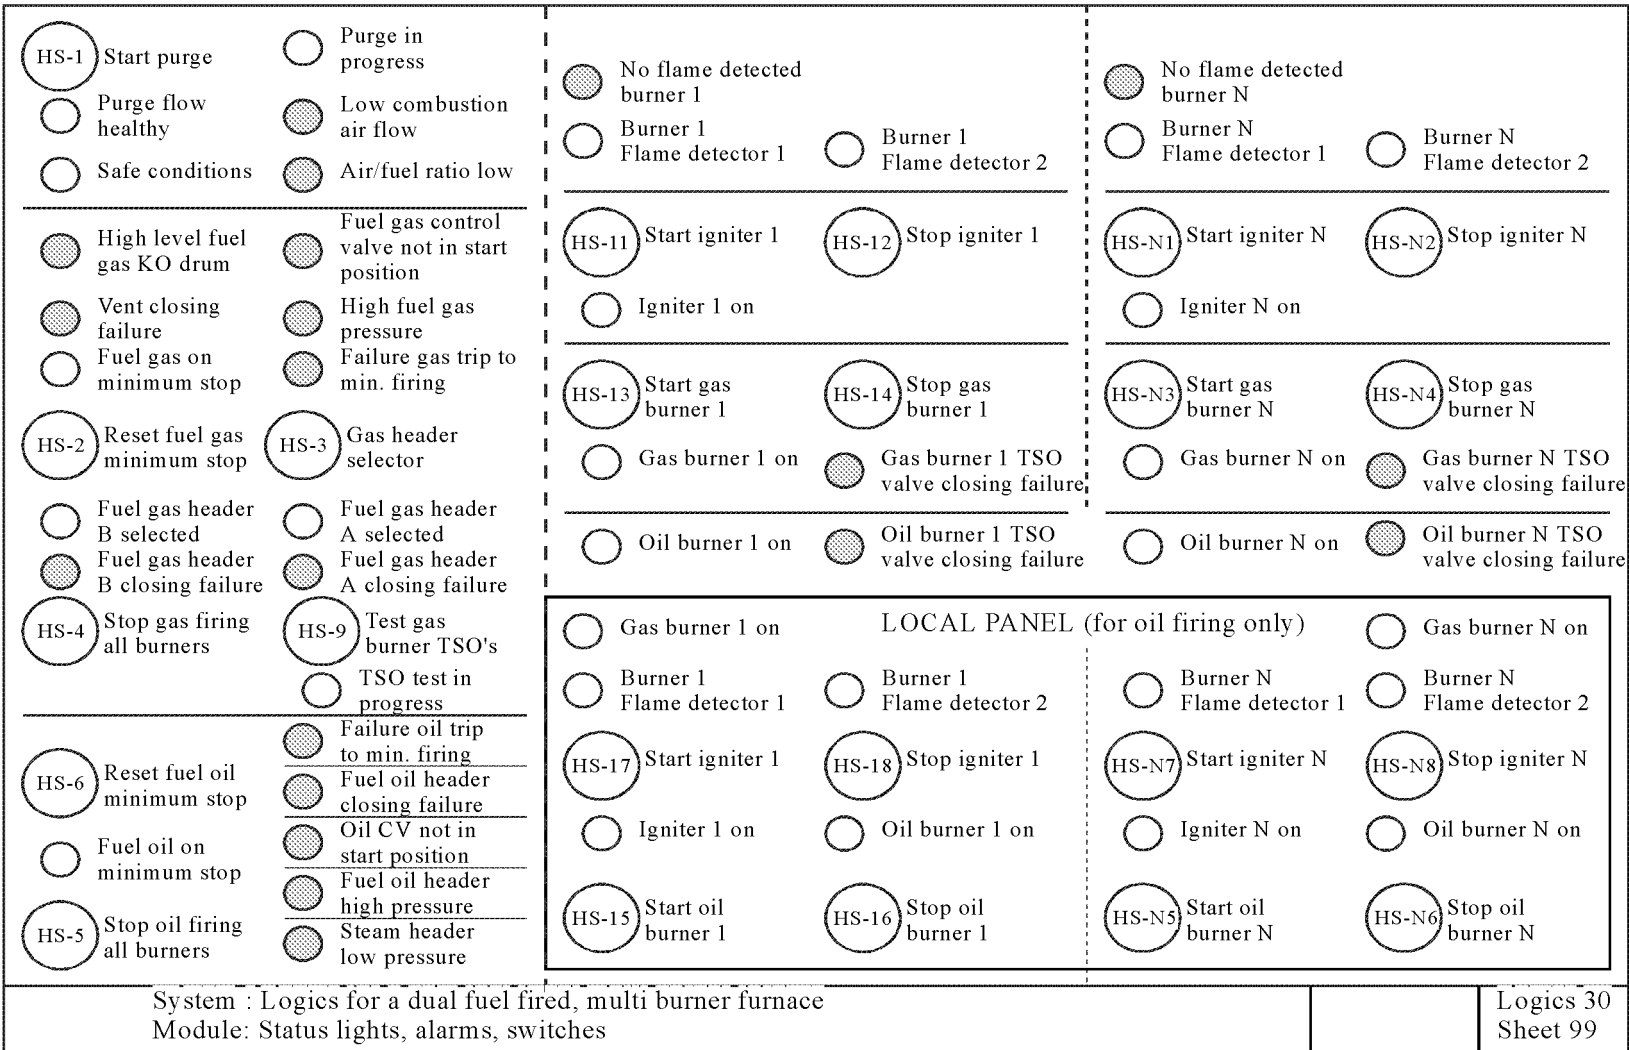 HS-1
Start purge
Purge in
progress
Purge flow
healthy
Low combustion
air flow
Safe conditions
Air/fuel ratio low
High level fuel
gas KO drum
Fuel gas control
valve not in start
position
Vent closing
failure
High fuel gas
pressure
Fuel gas on
minimum stop
Failure gas trip to
min. firing
HS-2
Reset fuel gas
minimum stop
HS-3
Gas header
selector
Fuel gas header
B selected
Fuel gas header
A selected
Fuel gas header
B closing failure
Fuel gas header
A closing failure
HS-4
Stop gas firing
all burners
HS-9
Test gas
burner TSO's
TSO test in
progress
Failure oil trip
to min. firing
HS-6
Reset fuel oil
minimum stop
Fuel oil header
closing failure
Oil CV not in
start position
Fuel oil on
minimum stop
Fuel oil header
high pressure
HS-5
Stop oil firing
all burners
Steam header
low pressure
No flame detected
burner 1
Burner 1
Flame detector 1
Burner 1
Flame detector 2
HS-11
Start igniter 1
HS-12
Stop igniter 1
Igniter 1 on
HS-13
Start gas
burner 1
HS-14
Stop gas
burner 1
Gas burner 1 on
Gas burner 1 TSO
valve closing failure
Oil burner 1 on
Oil burner 1 TSO
valve closing failure
No flame detected
burner N
Burner N
Flame detector 1
Burner N
Flame detector 2
HS-N1
Start igniter N
HS-N2
Stop igniter N
Igniter N on
HS-N3
Start gas
burner N
HS-N4
Stop gas
burner N
Gas burner N on
Gas burner N TSO
valve closing failure
Oil burner N on
Oil burner N TSO
valve closing failure
LOCAL PANEL (for oil firing only)
Gas burner 1 on
Burner 1
Flame detector 1
Burner 1
Flame detector 2
HS-17
Start igniter 1
HS-18
Stop igniter 1
Igniter 1 on
Oil burner 1 on
HS-15
Start oil
burner 1
HS-16
Stop oil
burner 1
Gas burner N on
Burner N
Flame detector 1
Burner N
Flame detector 2
HS-N7
Start igniter N
HS-N8
Stop igniter N
Igniter N on
Oil burner N on
HS-N5
Start oil
burner N
HS-N6
Stop oil
burner N
System : Logics for a dual fuel fired, multi burner furnace
Module: Status lights, alarms, switches
Logics 30
Sheet 99